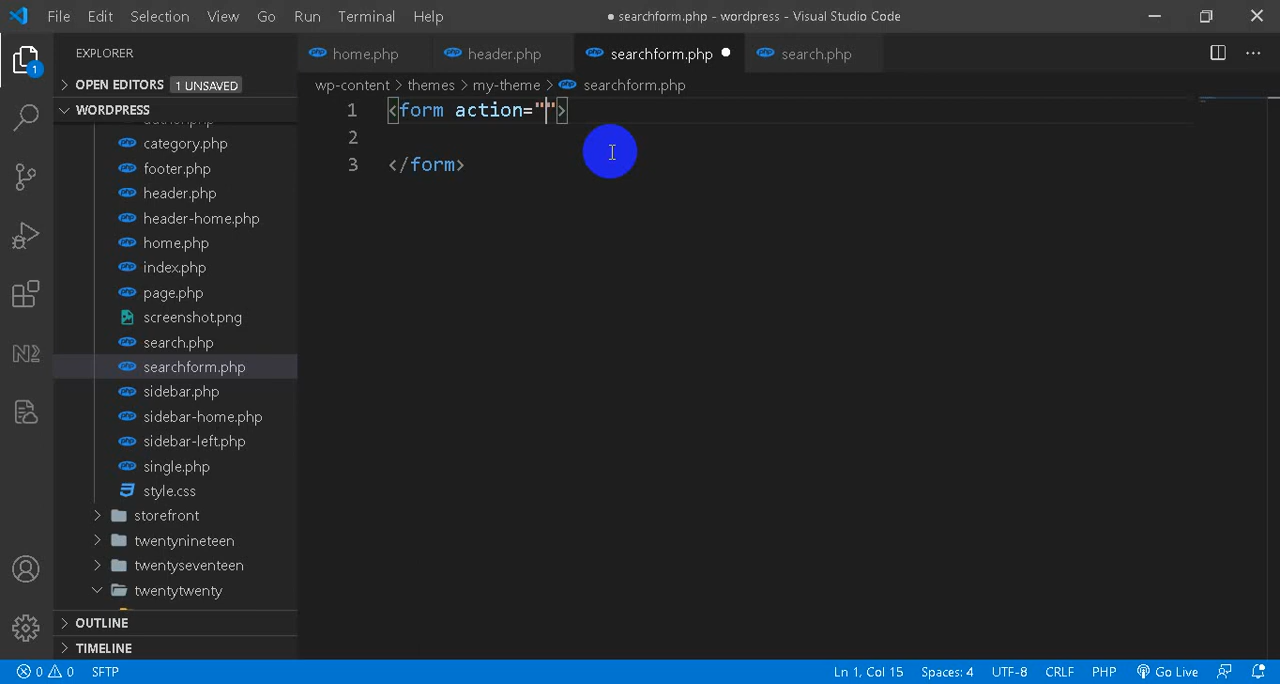 File Edit Selection View Go Run Terminal Help
● searchform.php - wordpress - Visual Studio Code
EXPLORER
home.php
header.php
searchform.php
search.php
1
OPEN EDITORS 1 UNSAVED
wp-content > themes > my-theme > searchform.php
WORDPRESS
author.php
category.php
footer.php
header.php
header-home.php
home.php
index.php
page.php
screenshot.png
search.php
searchform.php
sidebar.php
sidebar-home.php
sidebar-left.php
single.php
style.css
storefront
twentynineteen
twentyseventeen
twentytwenty
OUTLINE
TIMELINE
1 <form action="">
2
3 </form>
0 0 SFTP
Ln 1, Col 15 Spaces: 4 UTF-8 CRLF PHP Go Live